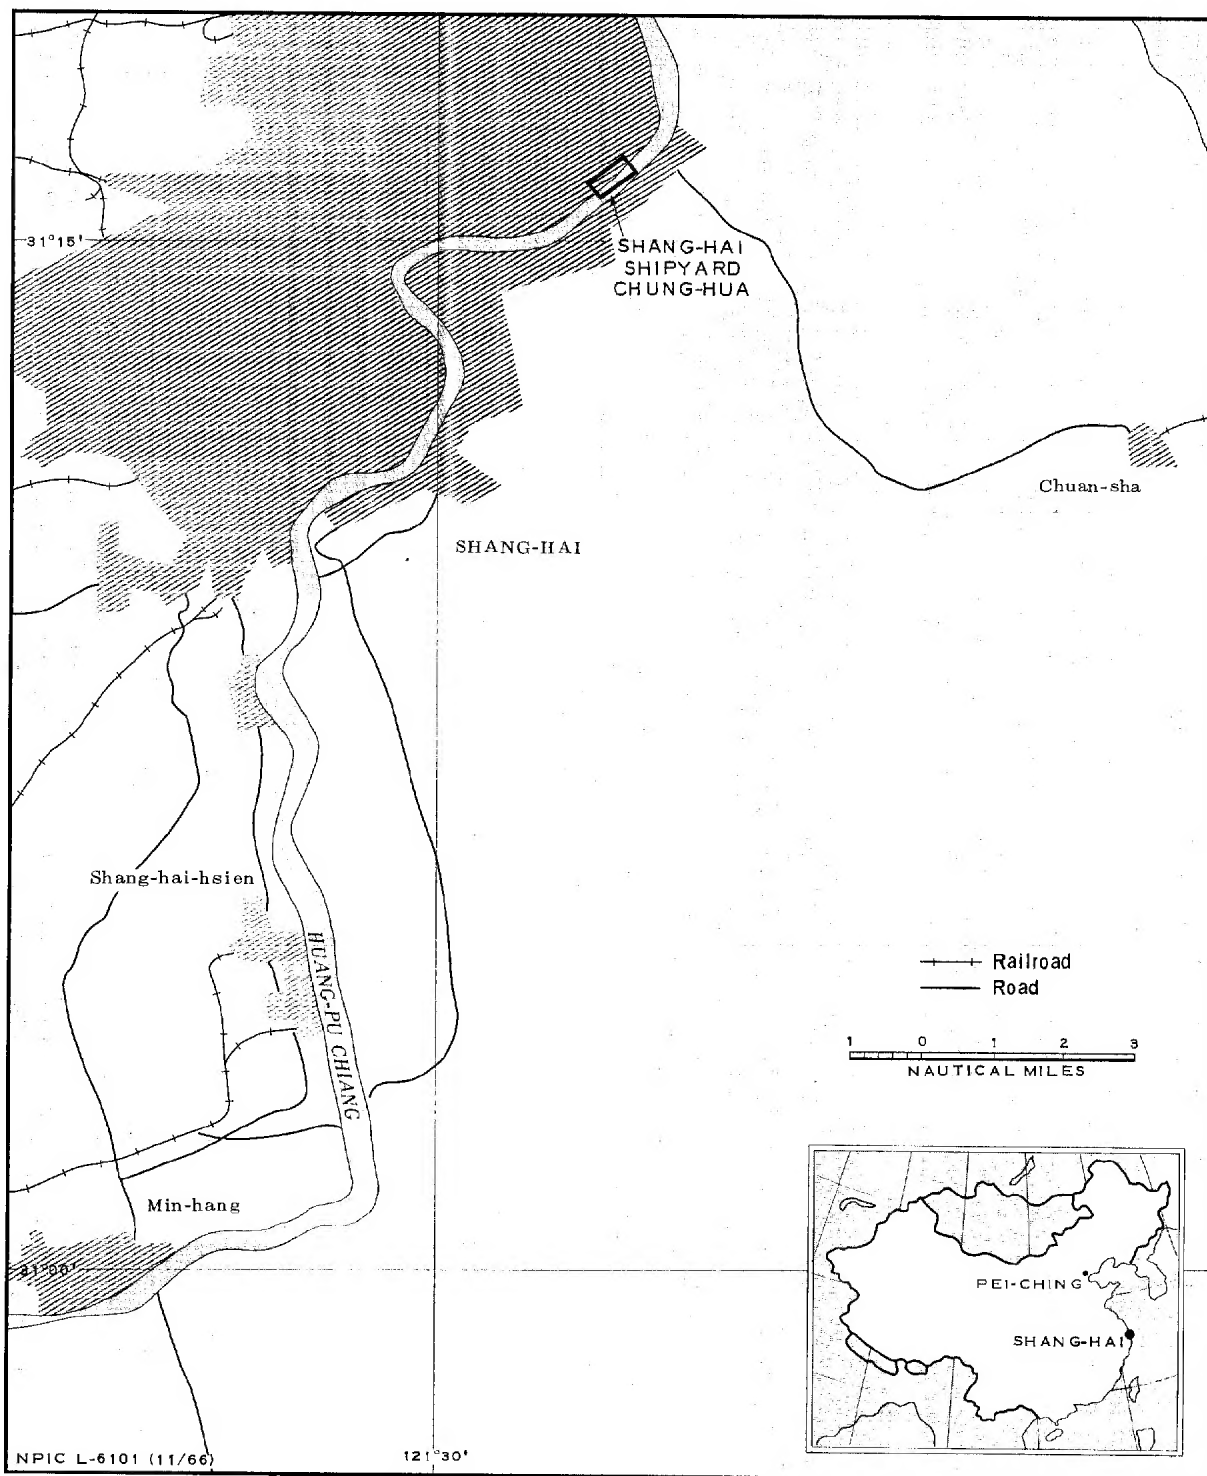 31°15'
SHANG-HAI
SHIPYARD
CHUNG-HUA
Chuan-sha
SHANG-HAI
Shang-hai-hsien
HUANG-PU CHIANG
Railroad
Road
1 0 1 2 3
NAUTICAL MILES
Min-hang
31°00'
PEI-CHING
SHANG-HAI
NPIC L-6101 (11/66)
121°30'